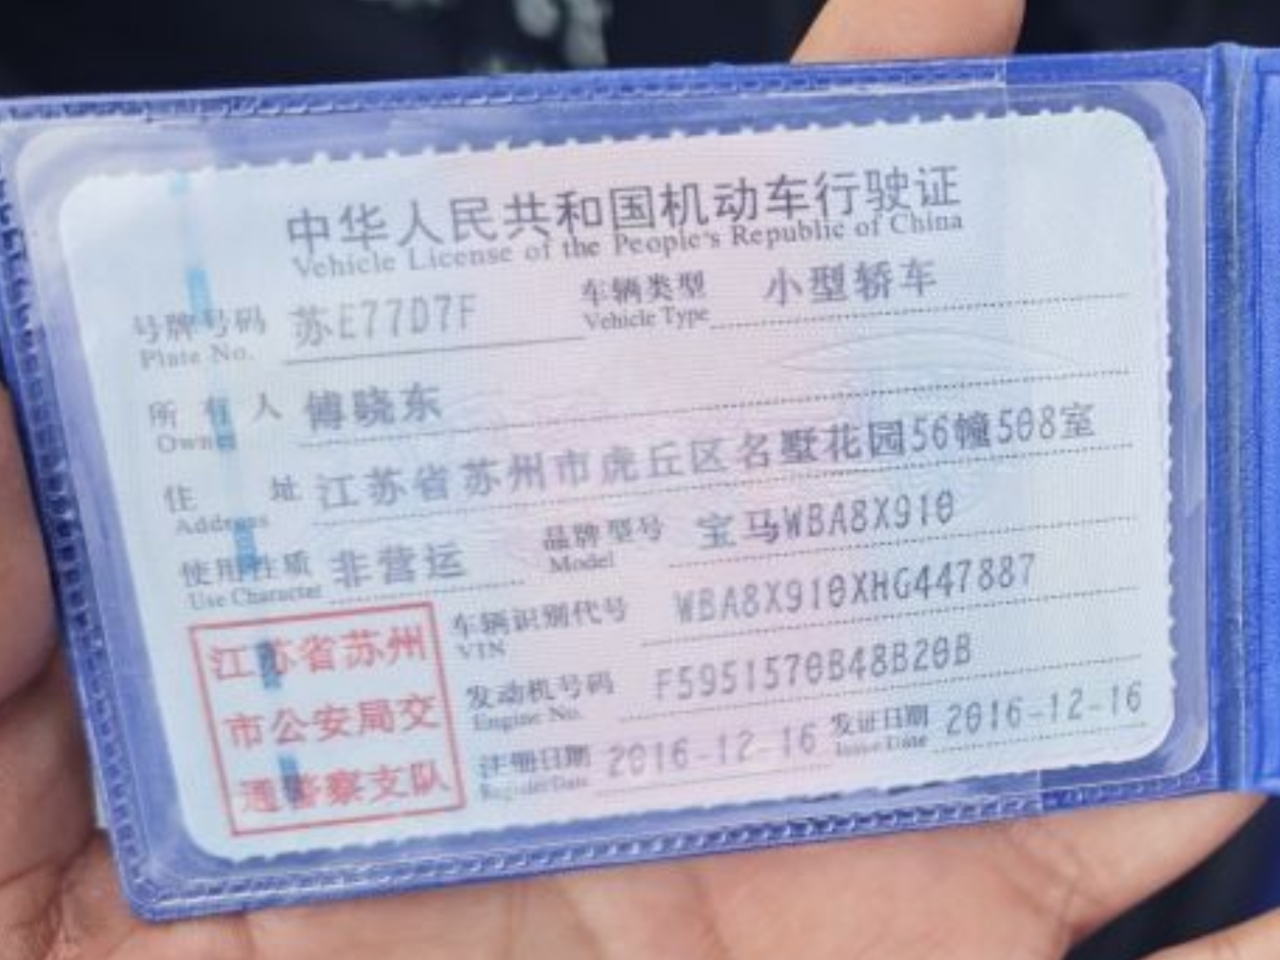 中华人民共和国机动车行驶证
Vehicle License of the People's Republic of China
号牌号码 苏E77D7F 车辆类型 小型轿车
Plate No. Vehicle Type
所有人 傅晓东
Owner
住址 江苏省苏州市虎丘区名墅花园56幢508室
Address
使用性质 非营运 品牌型号 宝马WBA8X910
Use Character Model
车辆识别代号 WBA8X910XHG447887
VIN
发动机号码 F5951570B48B20B
Engine No.
注册日期 2016-12-16 发证日期 2016-12-16
Register Date Issue Date
江苏省苏州
市公安局交
通警察支队